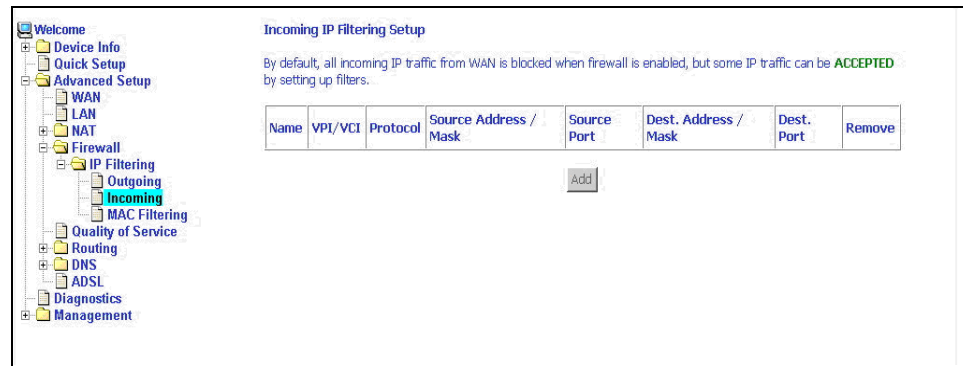 Welcome
Device Info
Quick Setup
Advanced Setup
WAN
LAN
NAT
Firewall
IP Filtering
Outgoing
Incoming
MAC Filtering
Quality of Service
Routing
DNS
ADSL
Diagnostics
Management
Incoming IP Filtering Setup
By default, all incoming IP traffic from WAN is blocked when firewall is enabled, but some IP traffic can be ACCEPTED
by setting up filters.
Name VPI/VCI Protocol Source Address / Mask Source Port Dest. Address / Mask Dest. Port Remove
Add